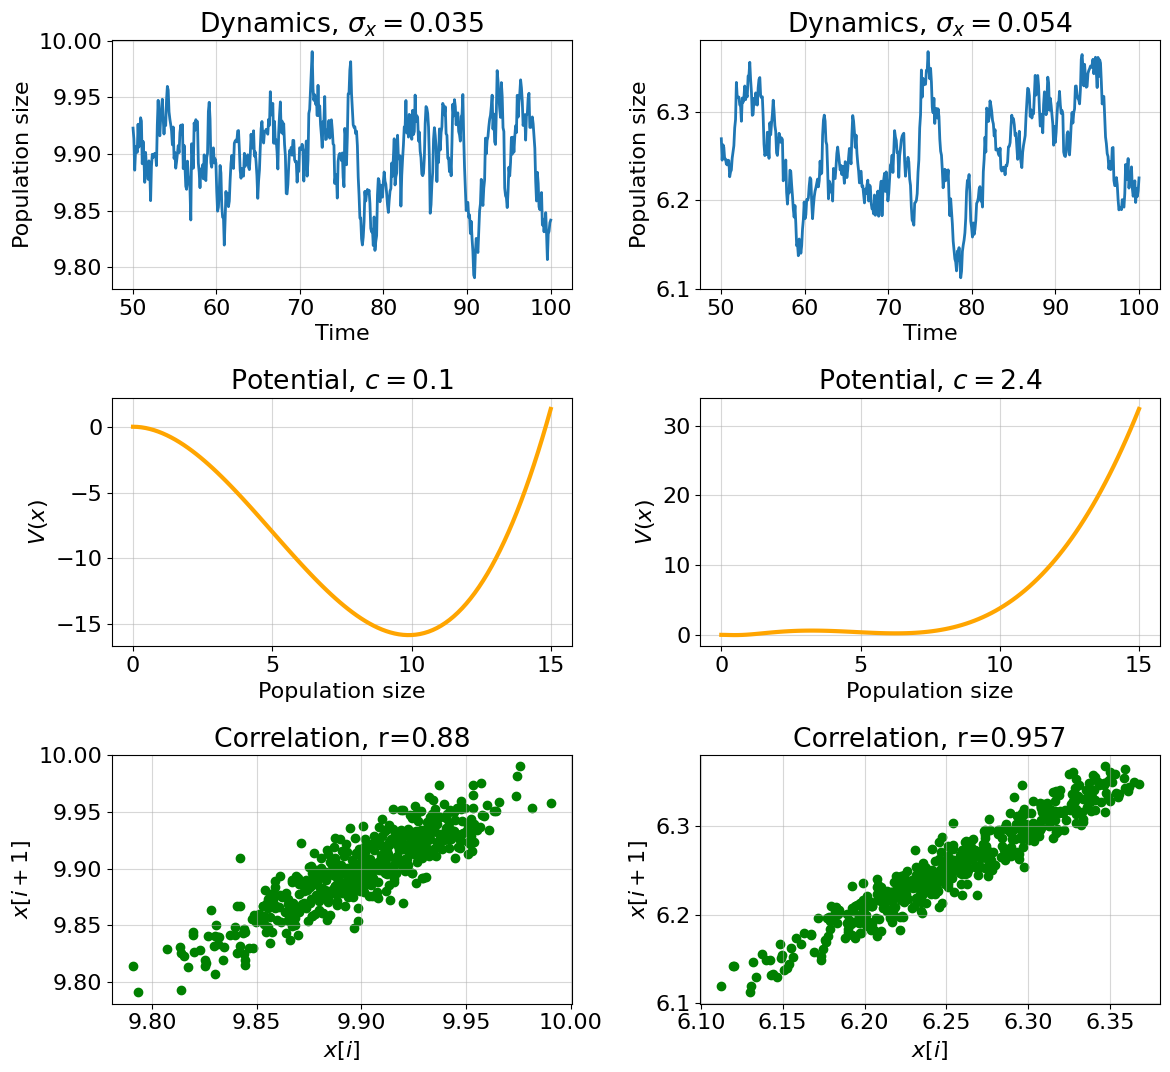 Dynamics, σₓ = 0.035
Population size
10.00
9.95
9.90
9.85
9.80
50 60 70 80 90 100
Time
Dynamics, σₓ = 0.054
Population size
6.3
6.2
6.1
50 60 70 80 90 100
Time
Potential, c = 0.1
V(x)
0
−5
−10
−15
0 5 10 15
Population size
Potential, c = 2.4
V(x)
30
20
10
0
0 5 10 15
Population size
Correlation, r=0.88
x[i + 1]
10.00
9.95
9.90
9.85
9.80
9.80 9.85 9.90 9.95 10.00
x[i]
Correlation, r=0.957
x[i + 1]
6.3
6.2
6.1
6.10 6.15 6.20 6.25 6.30 6.35
x[i]